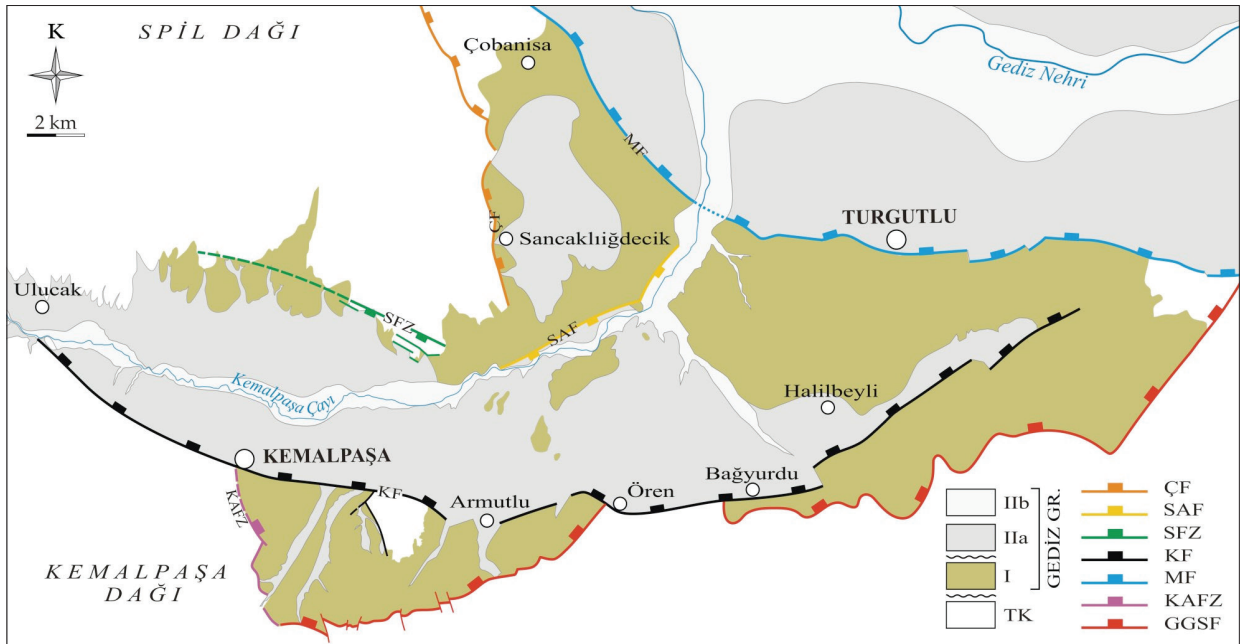 SPİL DAĞI
K
2 km
Çobanisa
Gediz Nehri
MF
ÇF
Sancaklıiğdecik
TURGUTLU
Ulucak
SFZ
SAF
Kemalpaşa Çayı
Halilbeyli
KEMALPAŞA
KAFZ
KF
Armutlu
Ören
Bağyurdu
KEMALPAŞA
DAĞI
IIb
IIa
I
TK
GEDİZ GR.
ÇF
SAF
SFZ
KF
MF
KAFZ
GGSF